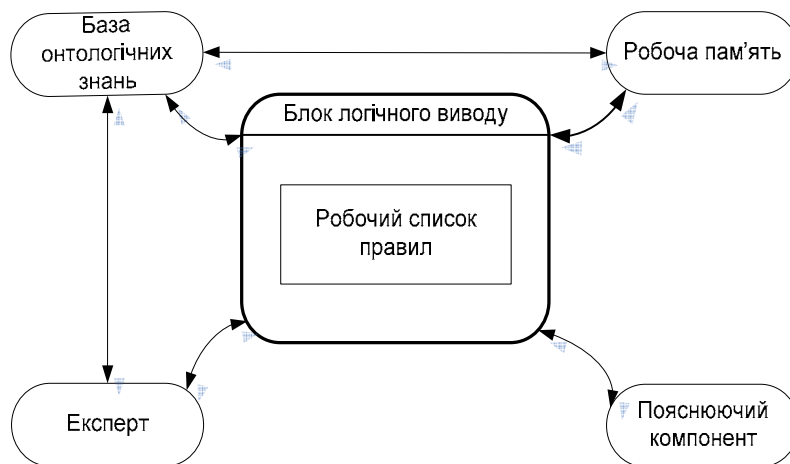 База
онтологічних
знань
Робоча пам’ять
Блок логічного виводу
Робочий список
правил
Експерт
Пояснюючий
компонент